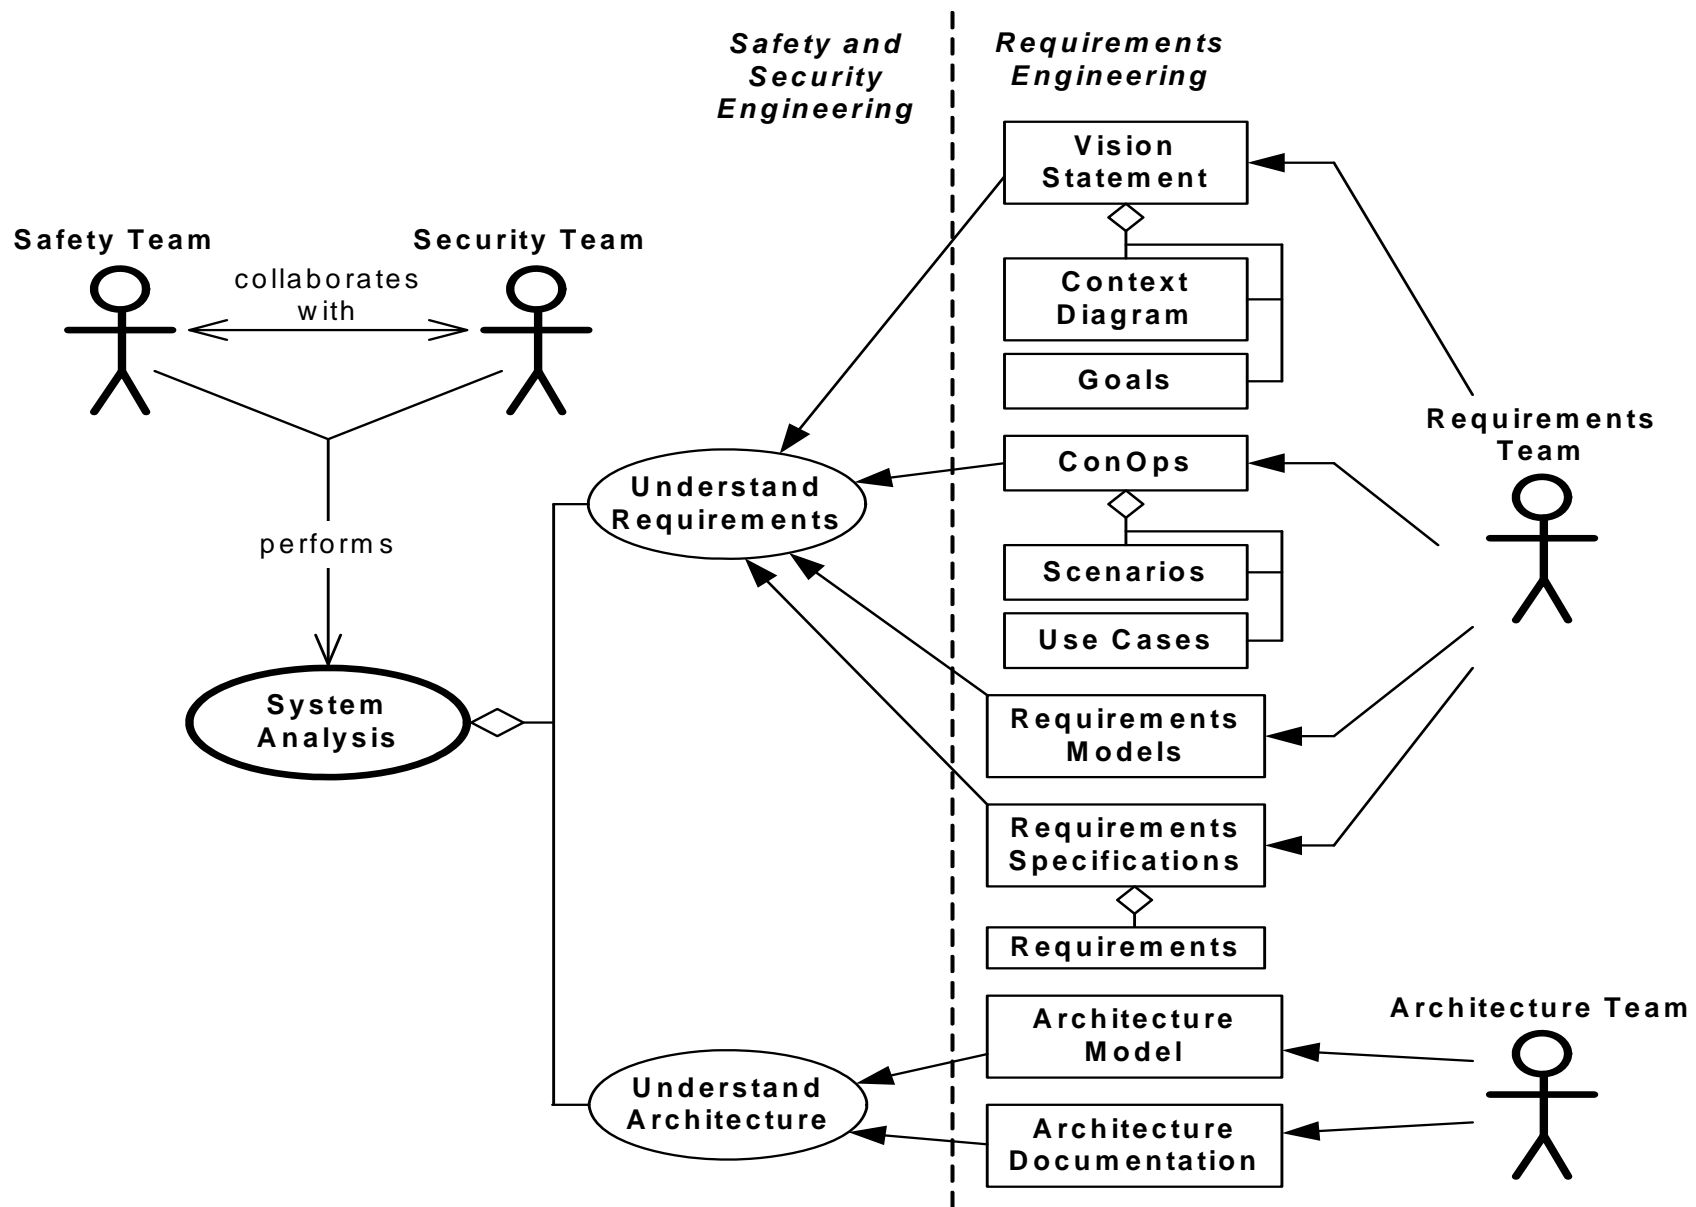 Safety and
Security
Engineering
Requirements
Engineering
Vision
Statement
Safety Team
Security Team
collaborates
with
Context
Diagram
Goals
Requirements
Team
ConOps
Understand
Requirements
performs
Scenarios
Use Cases
System
Analysis
Requirements
Models
Requirements
Specifications
Requirements
Architecture Team
Architecture
Model
Understand
Architecture
Architecture
Documentation